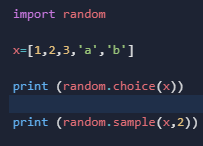 import random
x=[1,2,3,'a','b']
print (random.choice(x))
print (random.sample(x,2))